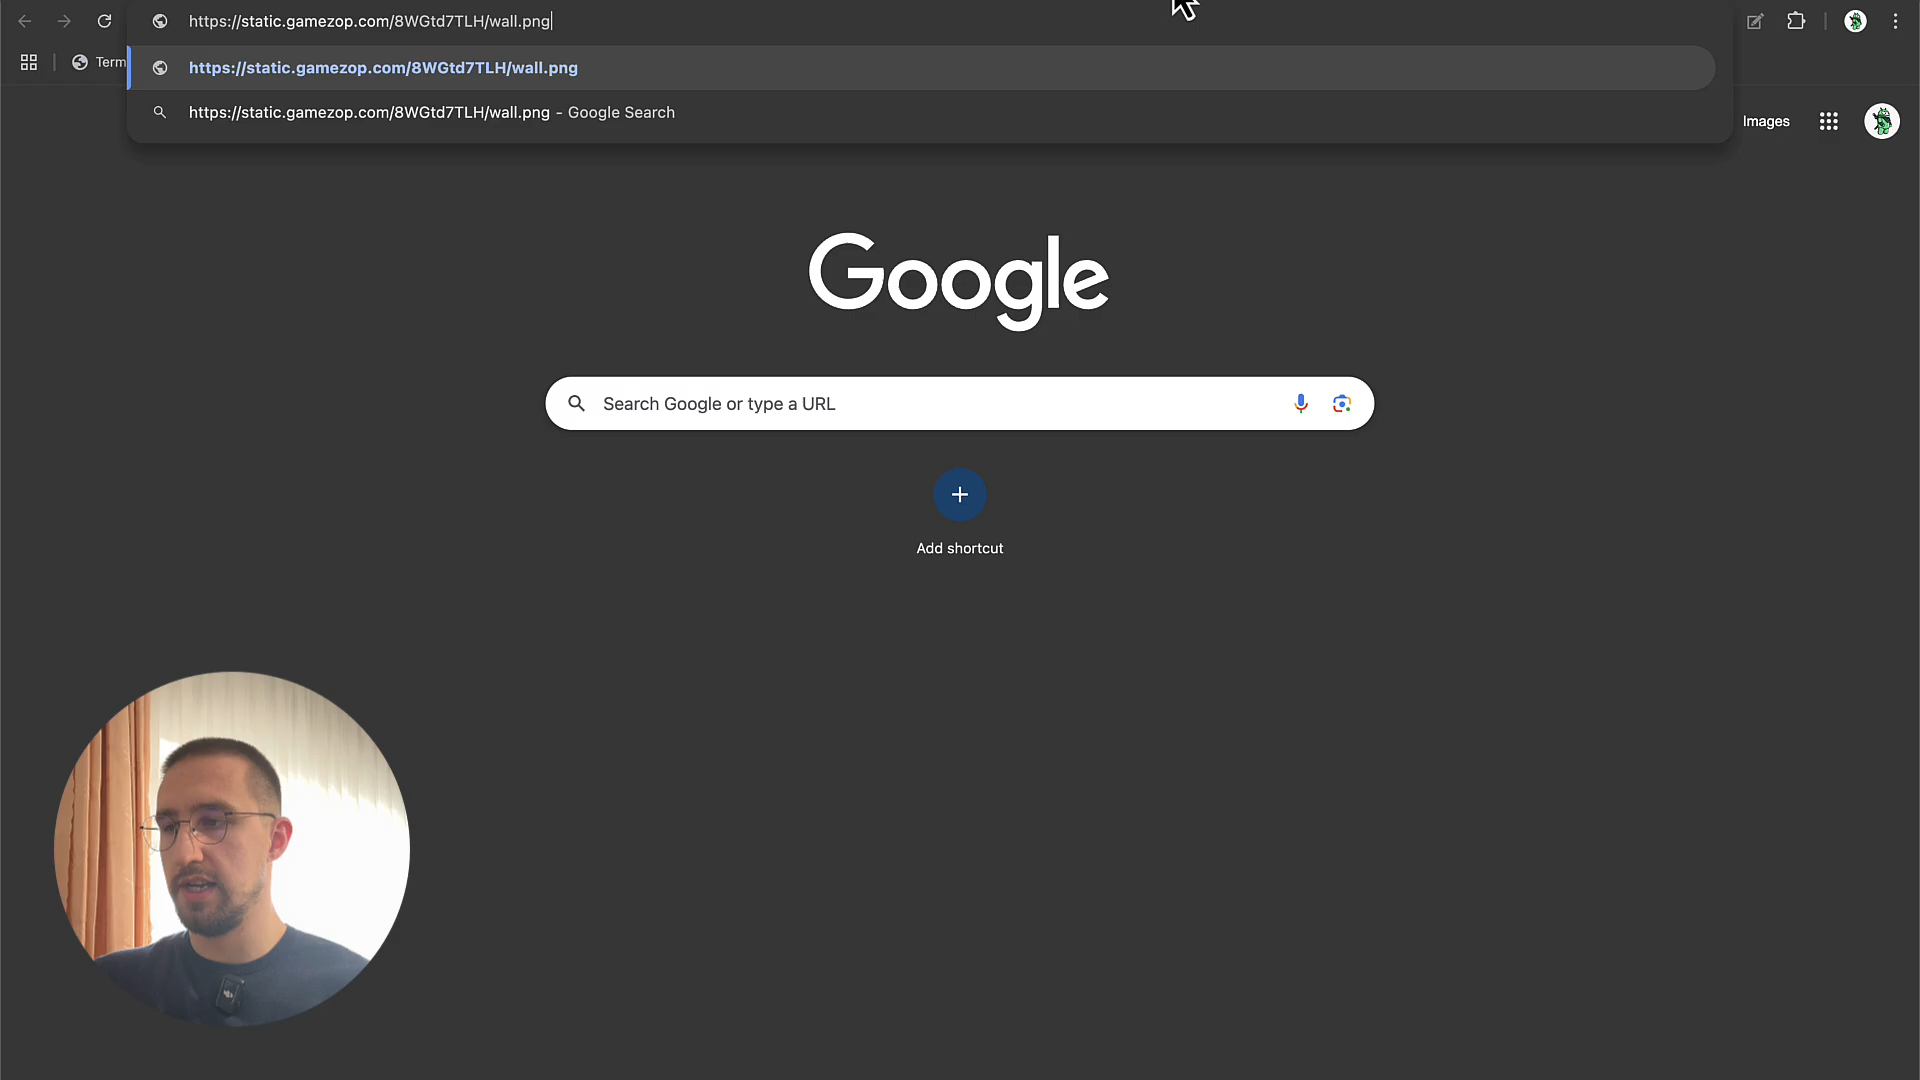 https://static.gamezop.com/8WGtd7TLH/wall.png
Term
https://static.gamezop.com/8WGtd7TLH/wall.png
https://static.gamezop.com/8WGtd7TLH/wall.png - Google Search
Images
Google
Search Google or type a URL
Add shortcut